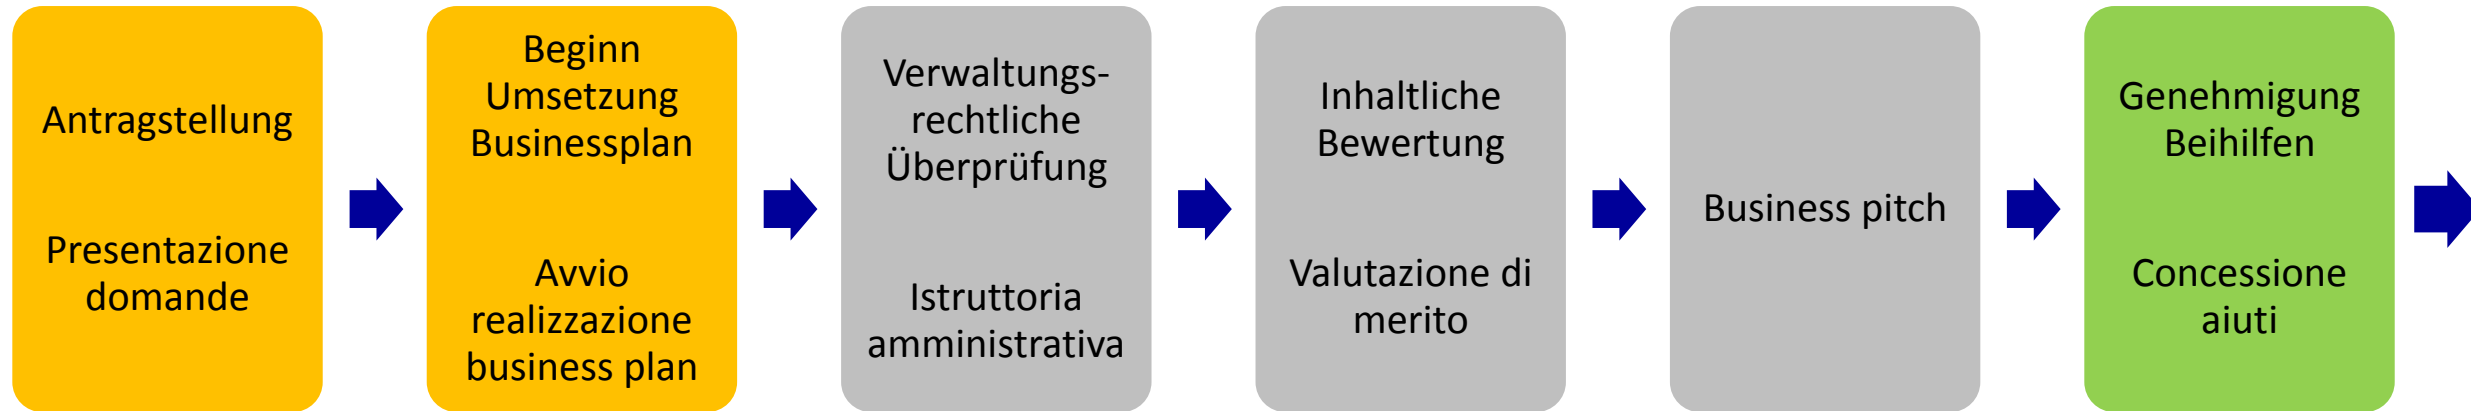 Antragstellung
Presentazione
domande
Beginn
Umsetzung
Businessplan
Avvio
realizzazione
business plan
Verwaltungs-
rechtliche
Überprüfung
Istruttoria
amministrativa
Inhaltliche
Bewertung
Valutazione di
merito
Business pitch
Genehmigung
Beihilfen
Concessione
aiuti